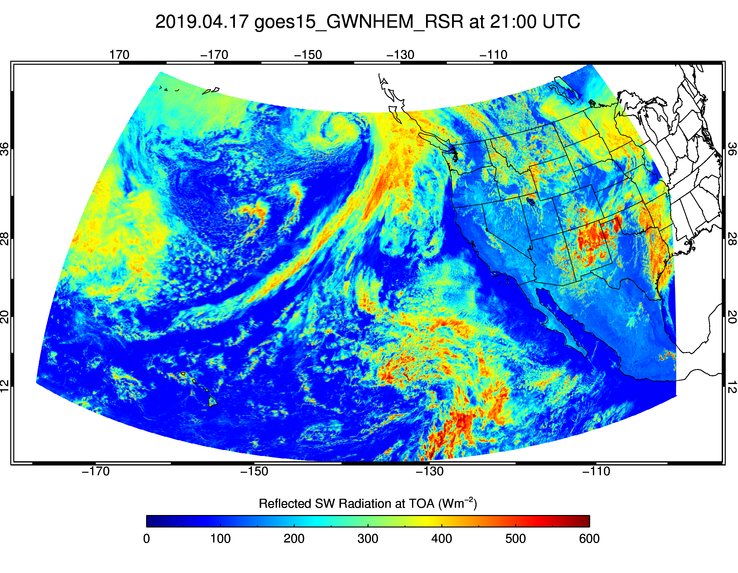 2019.04.17 goes15_GWNHEM_RSR at 21:00 UTC
170 −170 −150 −130 −110
36 36
28 28
20 20
12 12
−170 −150 −130 −110
Reflected SW Radiation at TOA (Wm−2)
0 100 200 300 400 500 600